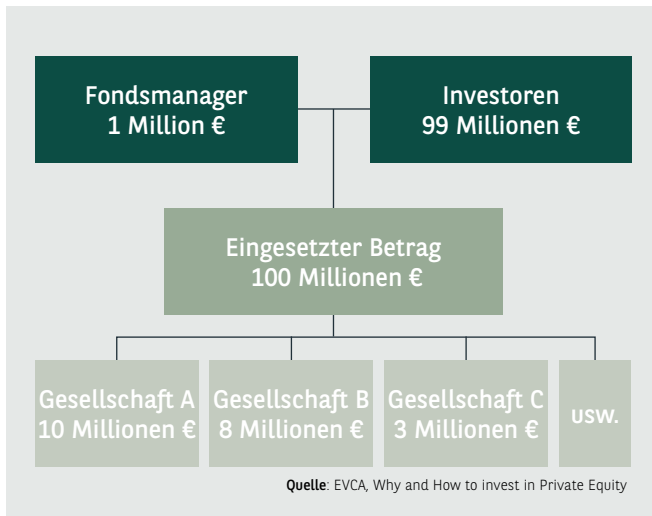 Fondsmanager
1 Million €
Investoren
99 Millionen €
Eingesetzter Betrag
100 Millionen €
Gesellschaft A
10 Millionen €
Gesellschaft B
8 Millionen €
Gesellschaft C
3 Millionen €
usw.
Quelle: EVCA, Why and How to invest in Private Equity